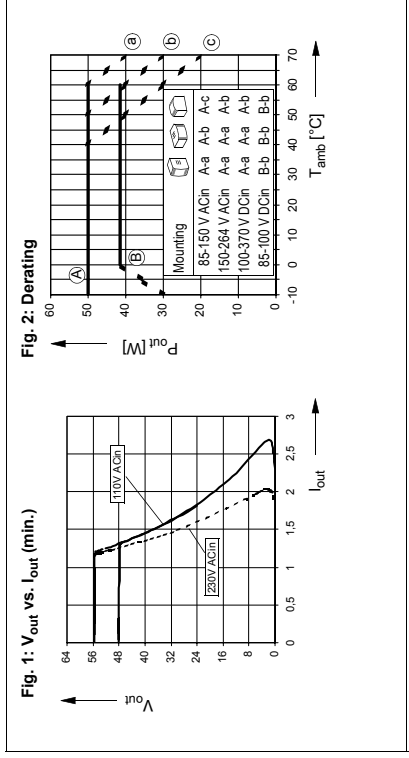 Fig. 1: Vout vs. Iout (min.)
Vout
64
56
48
40
32
24
16
8
0
110V ACin
230V ACin
0
0,5
1
1,5
2
2,5
3
Iout
Fig. 2: Derating
Pout [W]
60
50
40
30
20
10
0
A
B
a
b
c
Mounting
85-150 V ACin A-a A-b A-c
150-264 V ACin A-a A-a A-b
100-370 V DCin A-a A-a A-b
85-100 V DCin B-b B-b B-b
-10
0
10
20
30
40
50
60
70
Tamb [°C]